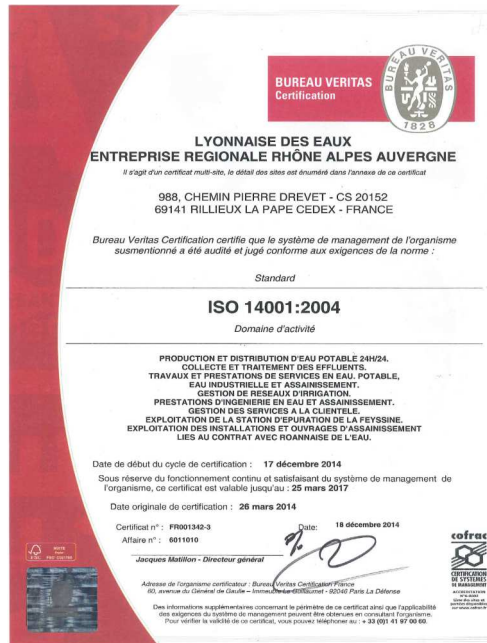 BUREAU VERITAS
Certification
BUREAU VERITAS
1828
LYONNAISE DES EAUX
ENTREPRISE REGIONALE RHÔNE ALPES AUVERGNE
Il s'agit d'un certificat multi-site, le détail des sites est énuméré dans l'annexe de ce certificat
988, CHEMIN PIERRE DREVET - CS 20152
69141 RILLIEUX LA PAPE CEDEX - FRANCE
Bureau Veritas Certification certifie que le système de management de l'organisme
susmentionné a été audité et jugé conforme aux exigences de la norme :
Standard
ISO 14001:2004
Domaine d'activité
PRODUCTION ET DISTRIBUTION D'EAU POTABLE 24H/24.
COLLECTE ET TRAITEMENT DES EFFLUENTS.
TRAVAUX ET PRESTATIONS DE SERVICES EN EAU. POTABLE,
EAU INDUSTRIELLE ET ASSAINISSEMENT.
GESTION DE RESEAUX D'IRRIGATION.
PRESTATIONS D'INGENIERIE EN EAU ET ASSAINISSEMENT.
GESTION DES SERVICES A LA CLIENTELE.
EXPLOITATION DE LA STATION D'EPURATION DE LA FEYSSINE.
EXPLOITATION DES INSTALLATIONS ET OUVRAGES D'ASSAINISSEMENT
LIES AU CONTRAT AVEC ROANNAISE DE L'EAU.
Date de début du cycle de certification : 17 décembre 2014
Sous réserve du fonctionnement continu et satisfaisant du système de management de
l'organisme, ce certificat est valable jusqu'au : 25 mars 2017
Date originale de certification : 26 mars 2014
Certificat n° : FR001342-3 Date: 18 décembre 2014
Affaire n° : 6011010
Jacques Matillon - Directeur général
Adresse de l'organisme certificateur : Bureau Veritas Certification France
60, avenue du Général de Gaulle - Immeuble Le Guillaumet - 92046 Paris La Défense
Des informations supplémentaires concernant le périmètre de ce certificat ainsi que l'applicabilité
des exigences du système de management peuvent être obtenues en consultant l'organisme.
Pour vérifier la validité de ce certificat, vous pouvez téléphoner au : + 33 (0)1 41 97 00 60.
cofrac
CERTIFICATION
DE SYSTEMES
DE MANAGEMENT
FSC
MIXTE